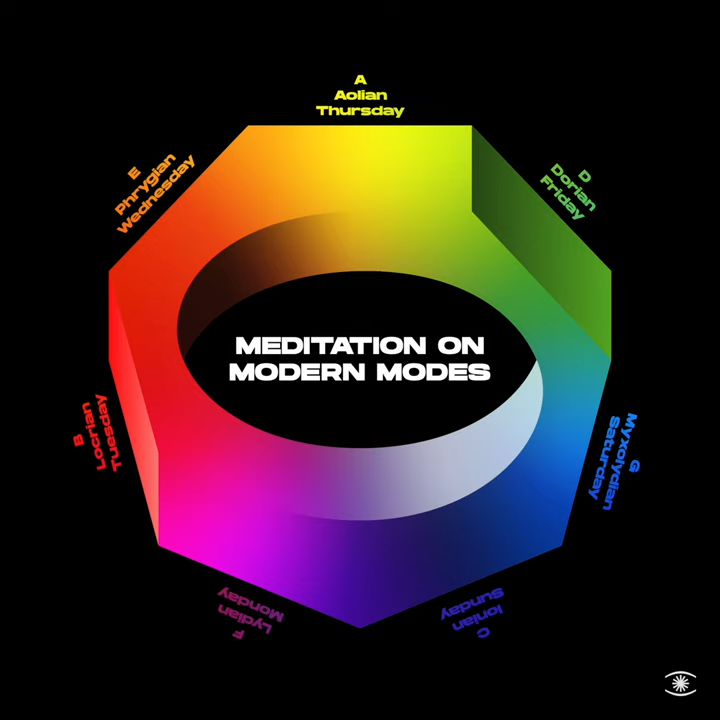 A
Aolian
Thursday
E
Phrygian
Wednesday
D
Dorian
Friday
MEDITATION ON
MODERN MODES
B
Locrian
Tuesday
G
Myxolydian
Saturday
F
Lydian
Monday
C
Ionian
Sunday